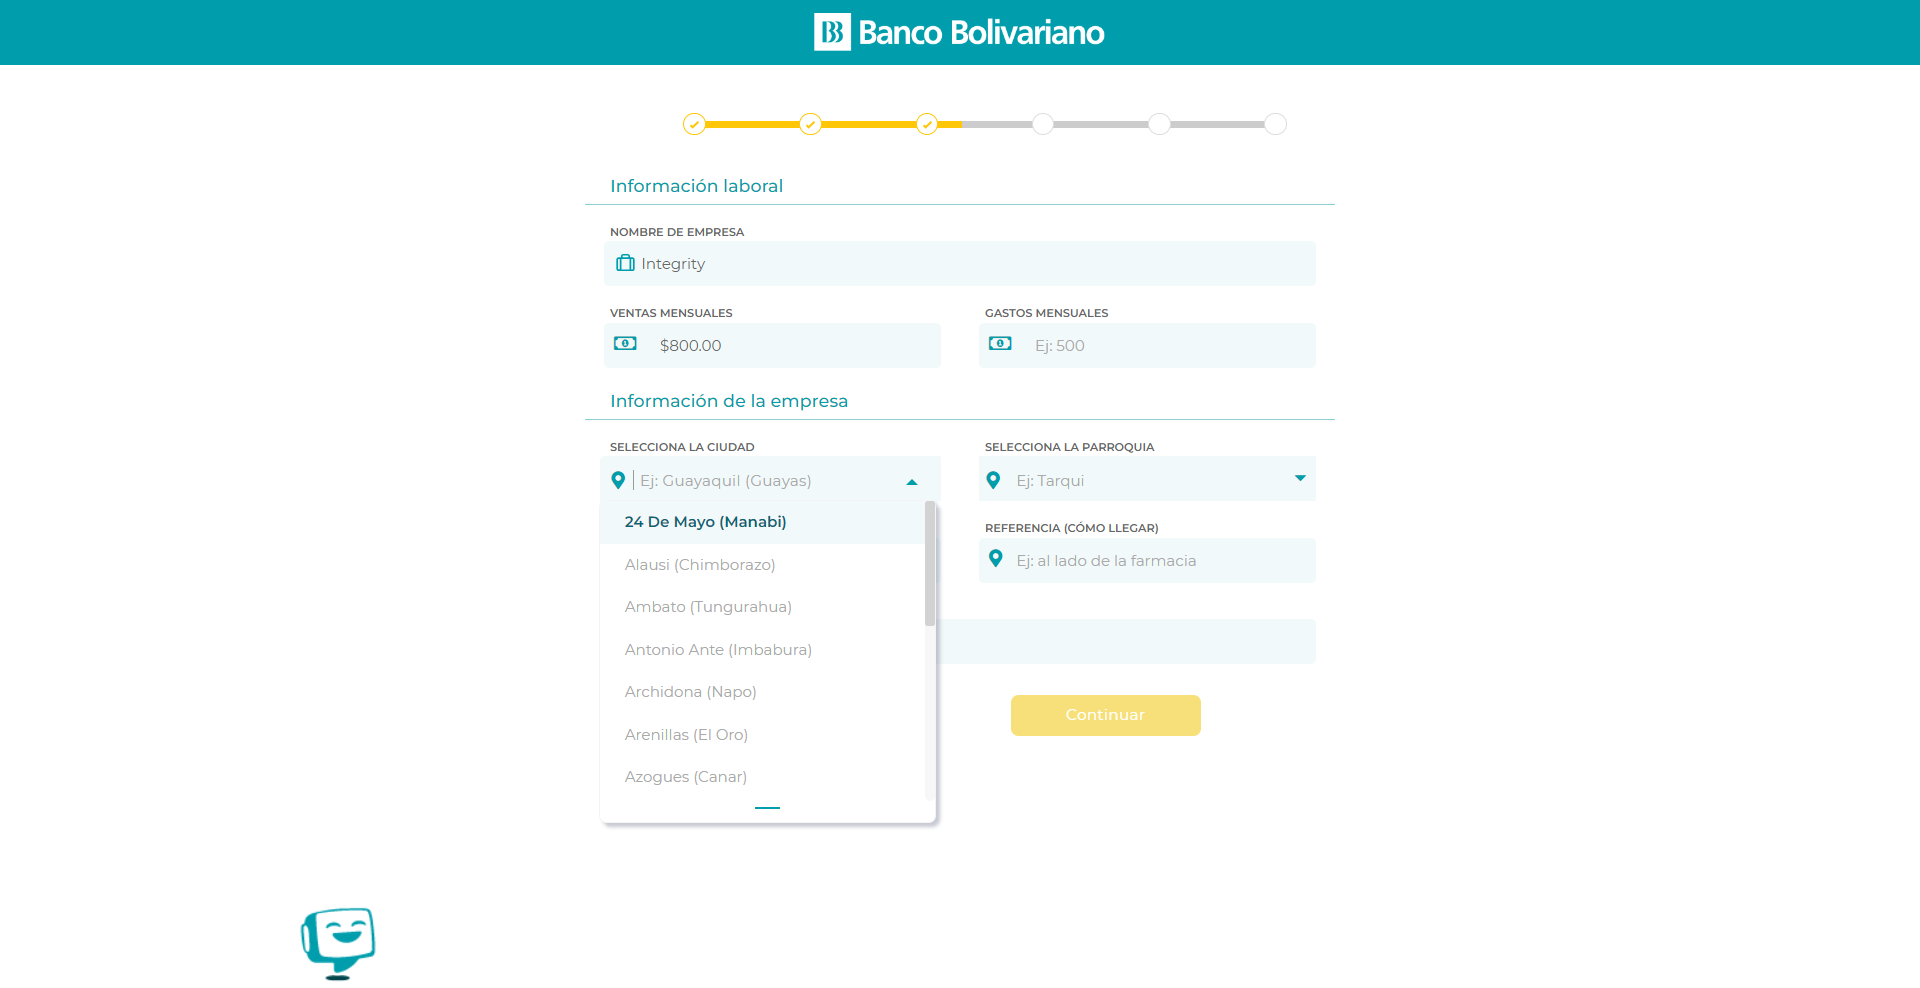 BB Banco Bolivariano
Información laboral
NOMBRE DE EMPRESA
Integrity
VENTAS MENSUALES
GASTOS MENSUALES
$800.00
Ej: 500
Información de la empresa
SELECCIONA LA CIUDAD
SELECCIONA LA PARROQUIA
Ej: Guayaquil (Guayas)
Ej: Tarqui
24 De Mayo (Manabi)
REFERENCIA (CÓMO LLEGAR)
Alausi (Chimborazo)
Ej: al lado de la farmacia
Ambato (Tungurahua)
Antonio Ante (Imbabura)
Archidona (Napo)
Continuar
Arenillas (El Oro)
Azogues (Canar)